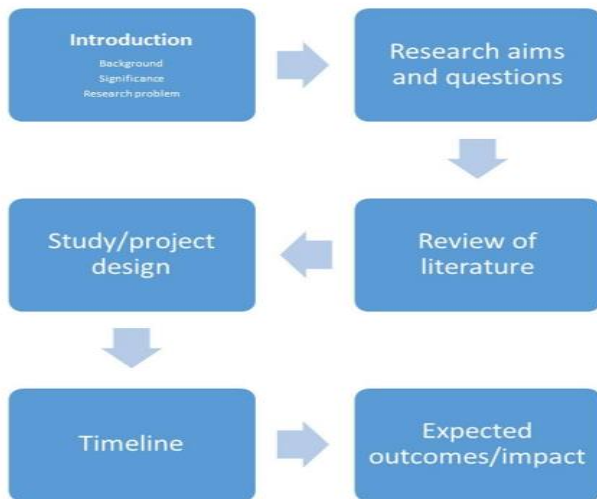 Introduction
Background
Significance
Research problem
Research aims
and questions
Review of
literature
Study/project
design
Timeline
Expected
outcomes/impact